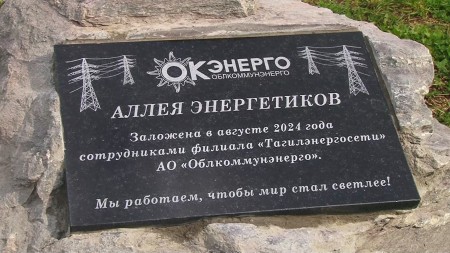 ОКЭНЕРГО
ОБЛКОММУНЭНЕРГО
АЛЛЕЯ ЭНЕРГЕТИКОВ
Заложена в августе 2024 года
сотрудниками филиала «Тагилэнергосети»
АО «Облкоммунэнерго».
Мы работаем, чтобы мир стал светлее!